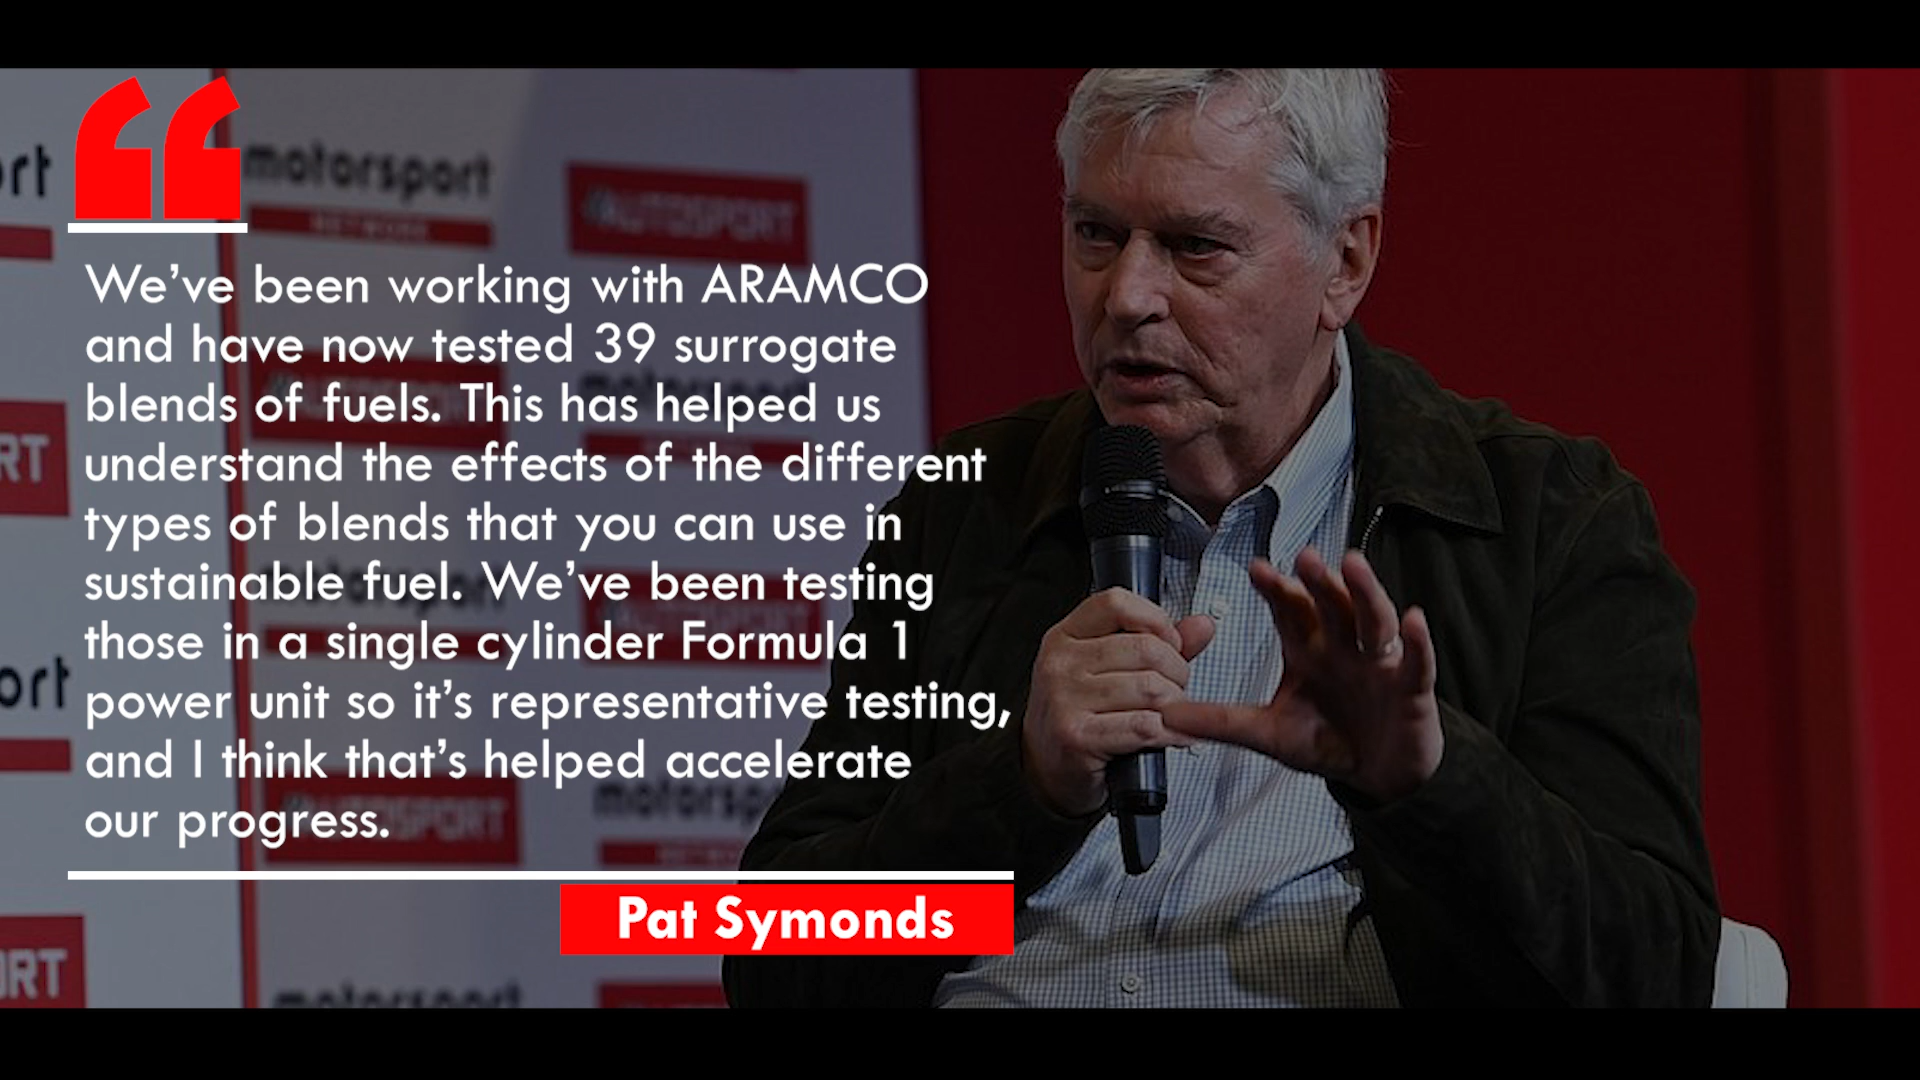 We've been working with ARAMCO
and have now tested 39 surrogate
blends of fuels. This has helped us
understand the effects of the different
types of blends that you can use in
sustainable fuel. We've been testing
those in a single cylinder Formula 1
power unit so it's representative testing,
and I think that's helped accelerate
our progress.
Pat Symonds
motorsport
NETWORK
AUTOSPORT